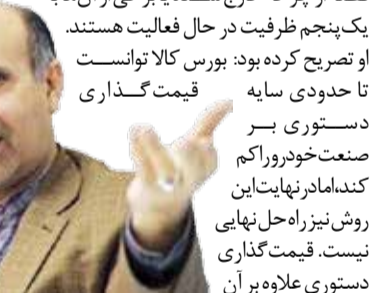 یک‌پنجم ظرفیت در حال فعالیت هستند.
او تصریح کرده بود: بورس کالا توانست
تا حدودی سایه قیمت‌گذاری
دستوری بر
صنعت‌خودرو‌را‌کم
کند،‌اما‌در‌نهایت‌این
روش‌نیز‌راه‌حل‌نهایی
نیست. قیمت‌گذاری
دستوری علاوه بر آن